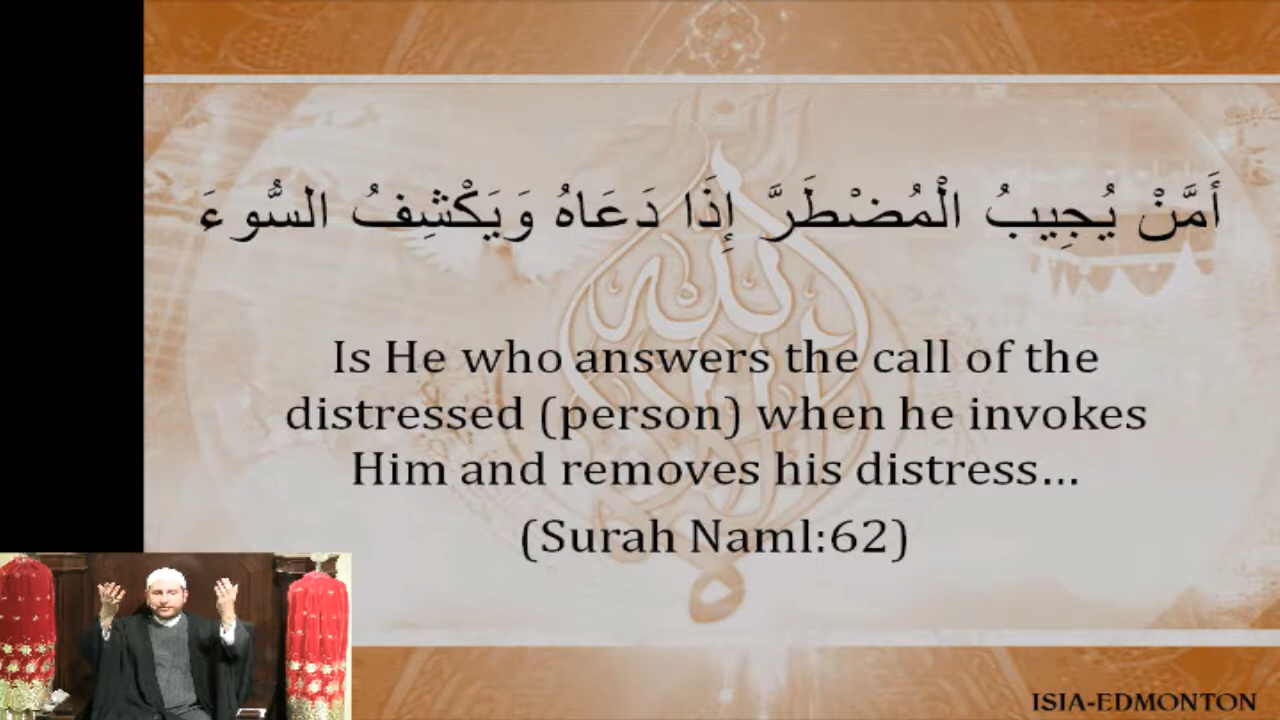 أَمَّنْ يُجِيبُ الْمُضْطَرَّ إِذَا دَعَاهُ وَيَكْشِفُ السُّوءَ
Is He who answers the call of the
distressed (person) when he invokes
Him and removes his distress...
(Surah Naml:62)
ISIA-EDMONTON